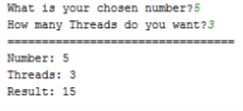 What is your chosen number?5
How many Threads do you want?3
==================================
Number: 5
Threads: 3
Result: 15